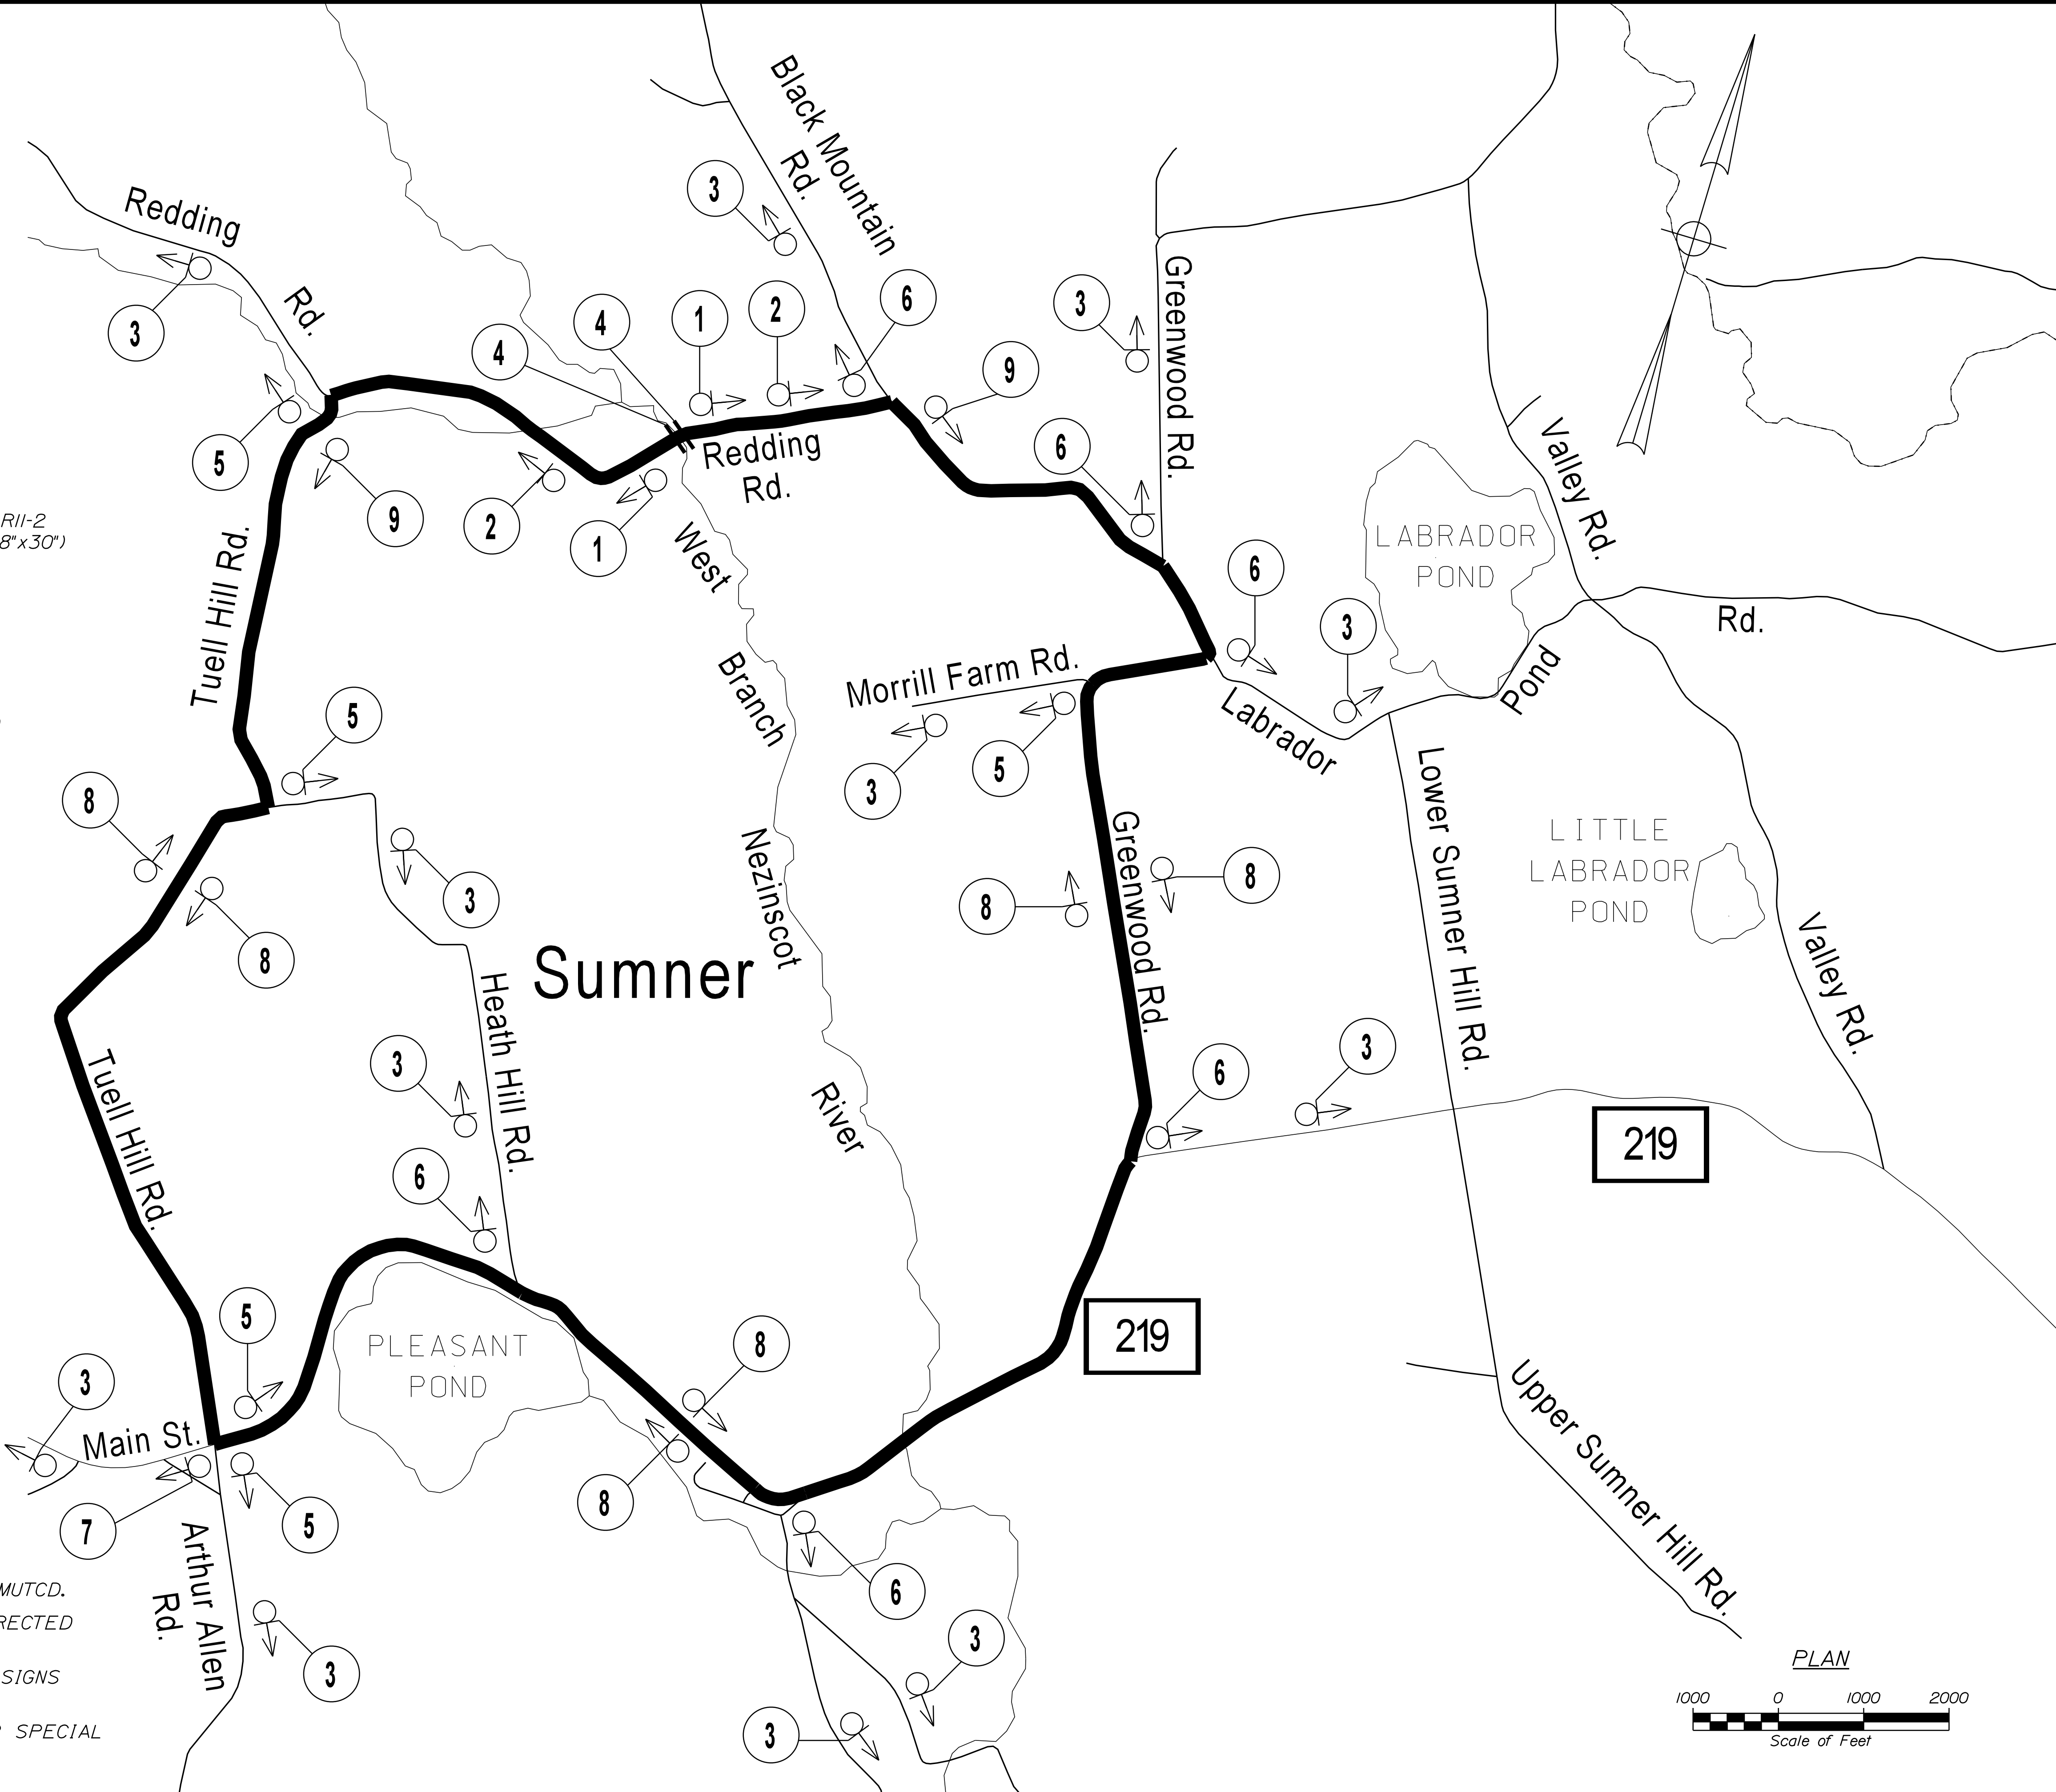 Black Mountain
Rd.
Redding
Rd.
3
3
3
4
4
1
2
6
9
Greenwood Rd.
6
5
9
2
1
Redding
Rd.
R11-2
8"x30")
Valley Rd.
LABRADOR
POND
Tuell Hill Rd.
West
Branch
Nezinscot
River
6
3
Rd.
Morrill Farm Rd.
Labrador
Pond
5
3
5
8
3
8
8
8
Greenwood Rd.
Lower Sumner Hill Rd.
LITTLE
LABRADOR
POND
Valley Rd.
Sumner
Heath Hill Rd.
3
6
6
3
219
Tuell Hill Rd.
219
PLEASANT
POND
5
3
Main St.
7
5
8
8
6
Arthur Allen
Rd.
3
3
3
Upper Sumner Hill Rd.
MUTCD.
RECTED
SIGNS
SPECIAL
PLAN
1000 0 1000 2000
Scale of Feet